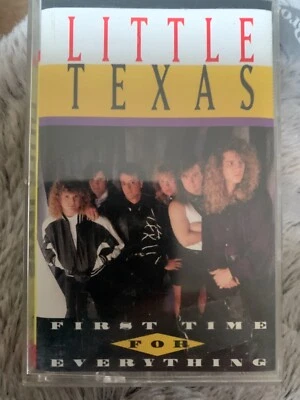 LITTLE
TEXAS
FIRST TIME
FOR
EVERYTHING